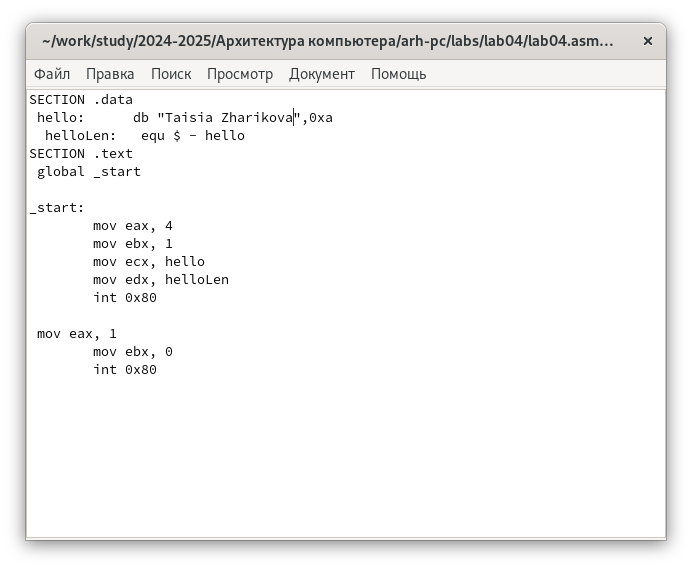 ~/work/study/2024-2025/Архитектура компьютера/arh-pc/labs/lab04/lab04.asm...
Файл Правка Поиск Просмотр Документ Помощь
SECTION .data
hello: db "Taisia Zharikova",0xa
helloLen: equ $ - hello
SECTION .text
global _start
_start:
mov eax, 4
mov ebx, 1
mov ecx, hello
mov edx, helloLen
int 0x80
mov eax, 1
mov ebx, 0
int 0x80